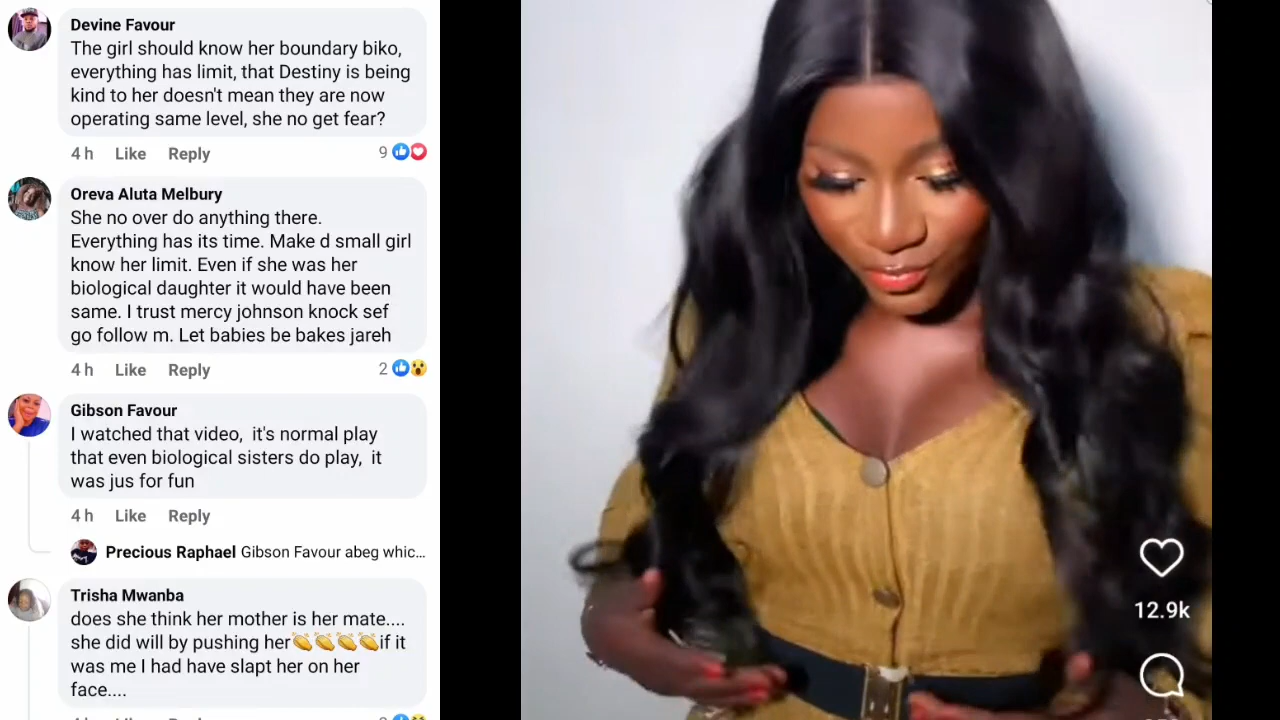 Devine Favour
The girl should know her boundary biko,
everything has limit, that Destiny is being
kind to her doesn't mean they are now
operating same level, she no get fear?
4 h Like Reply 9
Oreva Aluta Melbury
She no over do anything there.
Everything has its time. Make d small girl
know her limit. Even if she was her
biological daughter it would have been
same. I trust mercy johnson knock sef
go follow m. Let babies be bakes jareh
4 h Like Reply 2
Gibson Favour
I watched that video, it's normal play
that even biological sisters do play, it
was jus for fun
4 h Like Reply
Precious Raphael Gibson Favour abeg whic...
Trisha Mwanba
does she think her mother is her mate....
she did will by pushing her👏👏👏👏if it
was me I had have slapt her on her
face....
12.9k